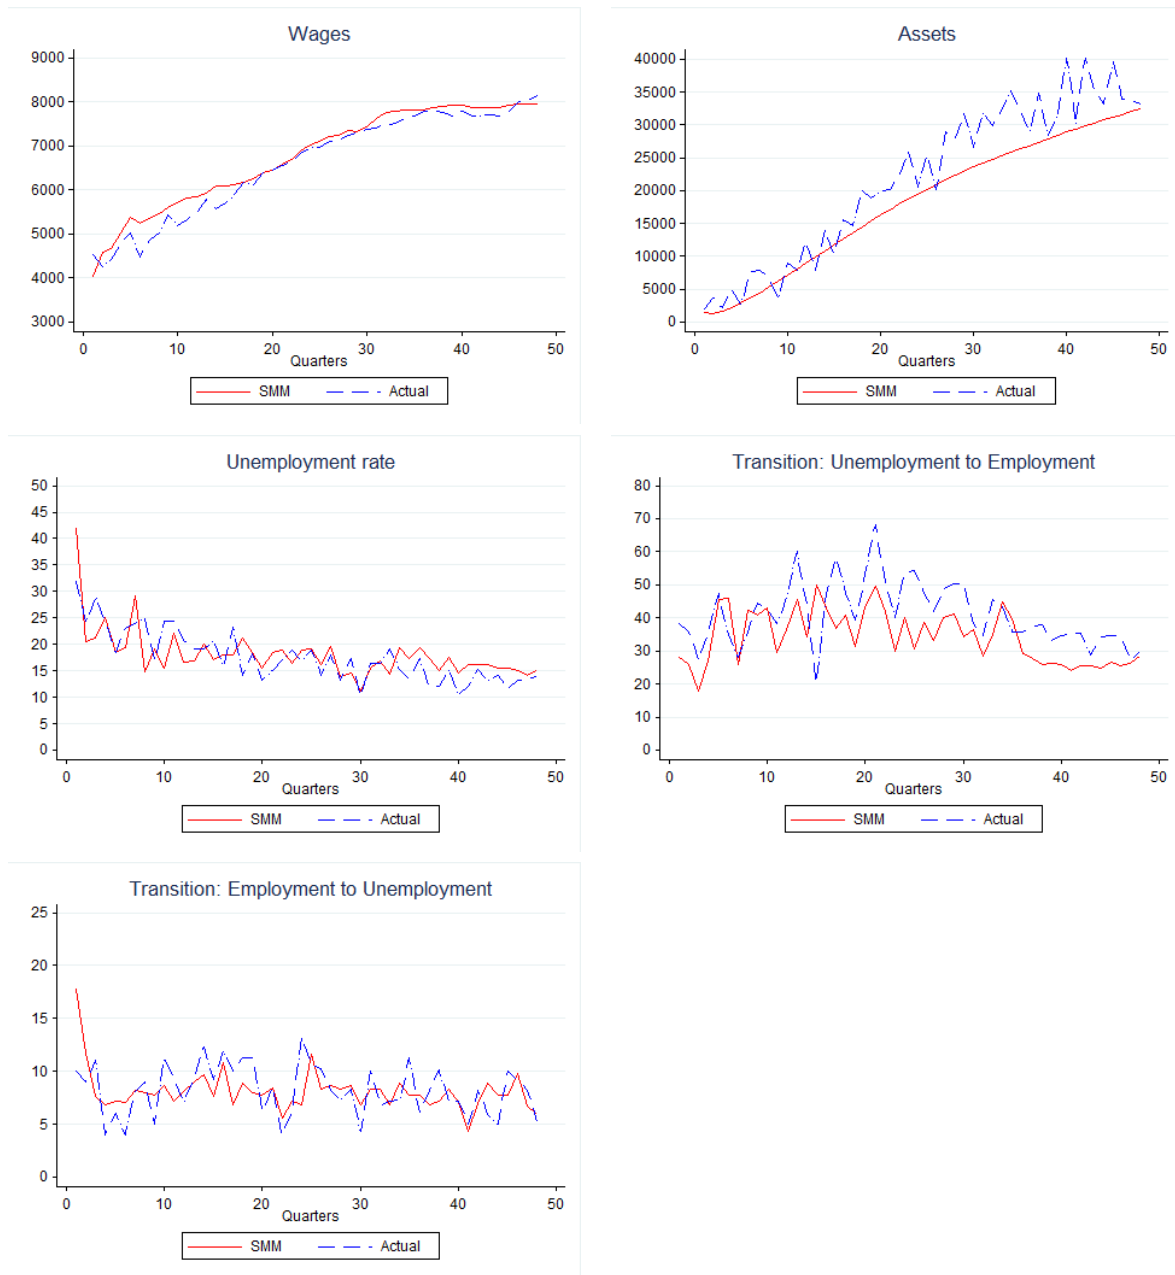 Wages
9000
8000
7000
6000
5000
4000
3000
0 10 20 30 40 50
Quarters
SMM Actual
Assets
40000
35000
30000
25000
20000
15000
10000
5000
0
0 10 20 30 40 50
Quarters
SMM Actual
Unemployment rate
50
45
40
35
30
25
20
15
10
5
0
0 10 20 30 40 50
Quarters
SMM Actual
Transition: Unemployment to Employment
80
70
60
50
40
30
20
10
0
0 10 20 30 40 50
Quarters
SMM Actual
Transition: Employment to Unemployment
25
20
15
10
5
0
0 10 20 30 40 50
Quarters
SMM Actual